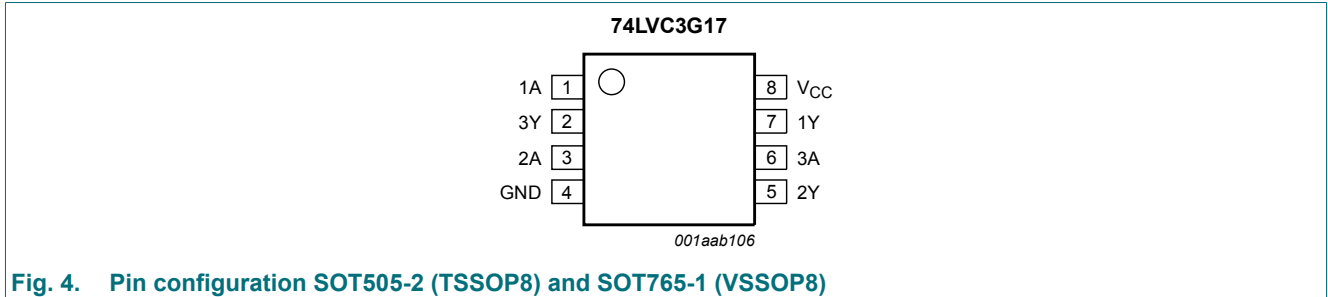 74LVC3G17
1A 1 8 VCC
3Y 2 7 1Y
2A 3 6 3A
GND 4 5 2Y
001aab106
Fig. 4. Pin configuration SOT505-2 (TSSOP8) and SOT765-1 (VSSOP8)